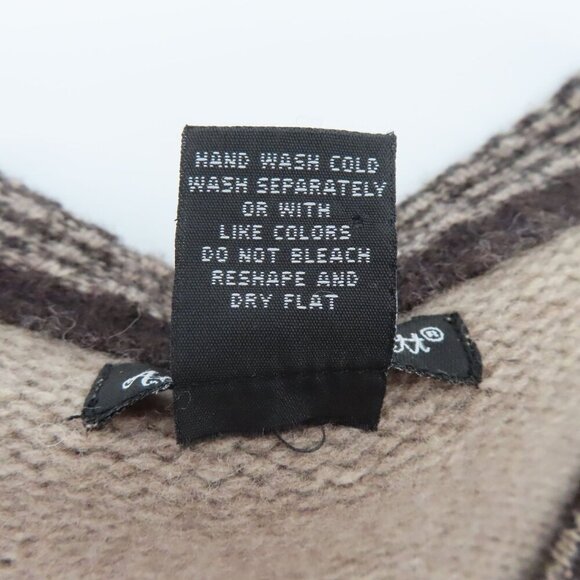 HAND WASH COLD
WASH SEPARATELY
OR WITH
LIKE COLORS
DO NOT BLEACH
RESHAPE AND
DRY FLAT